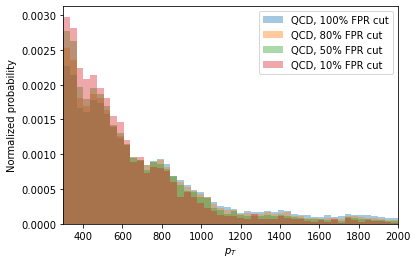 0.0030
0.0025
0.0020
0.0015
0.0010
0.0005
0.0000
Normalized probability
QCD, 100% FPR cut
QCD, 80% FPR cut
QCD, 50% FPR cut
QCD, 10% FPR cut
400 600 800 1000 1200 1400 1600 1800 2000
p_T